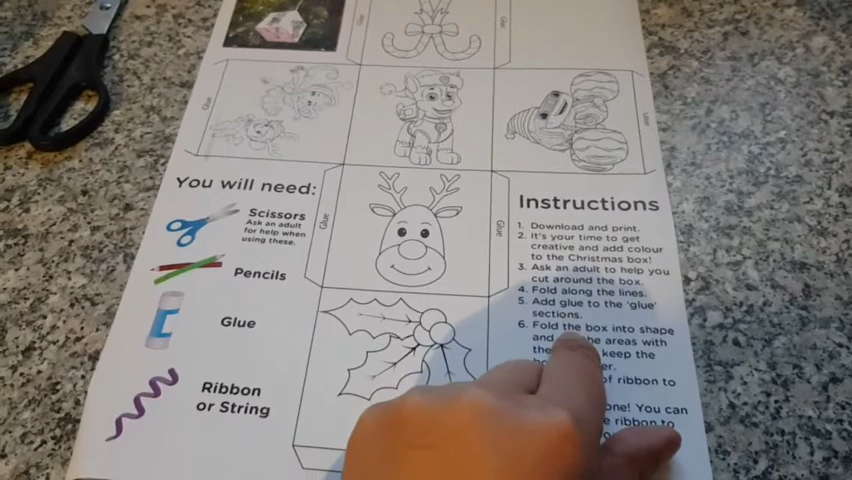 Glue
Glue
Glue
Glue
You will need:
Scissors
Ask an adult
for help when
using these.
Pencils
Glue
Ribbon
or String
Glue
Glue
Instructions
1. Download and print.
2. It's your time to get
creative and add colour
to the Christmas box!
3. Ask an adult to help you
cut around the box.
4. Fold along the lines.
5. Add glue to the 'glue'
sections.
6. Fold the box into shape
and areas with
keep the
of ribbon to
You can
ribbon to